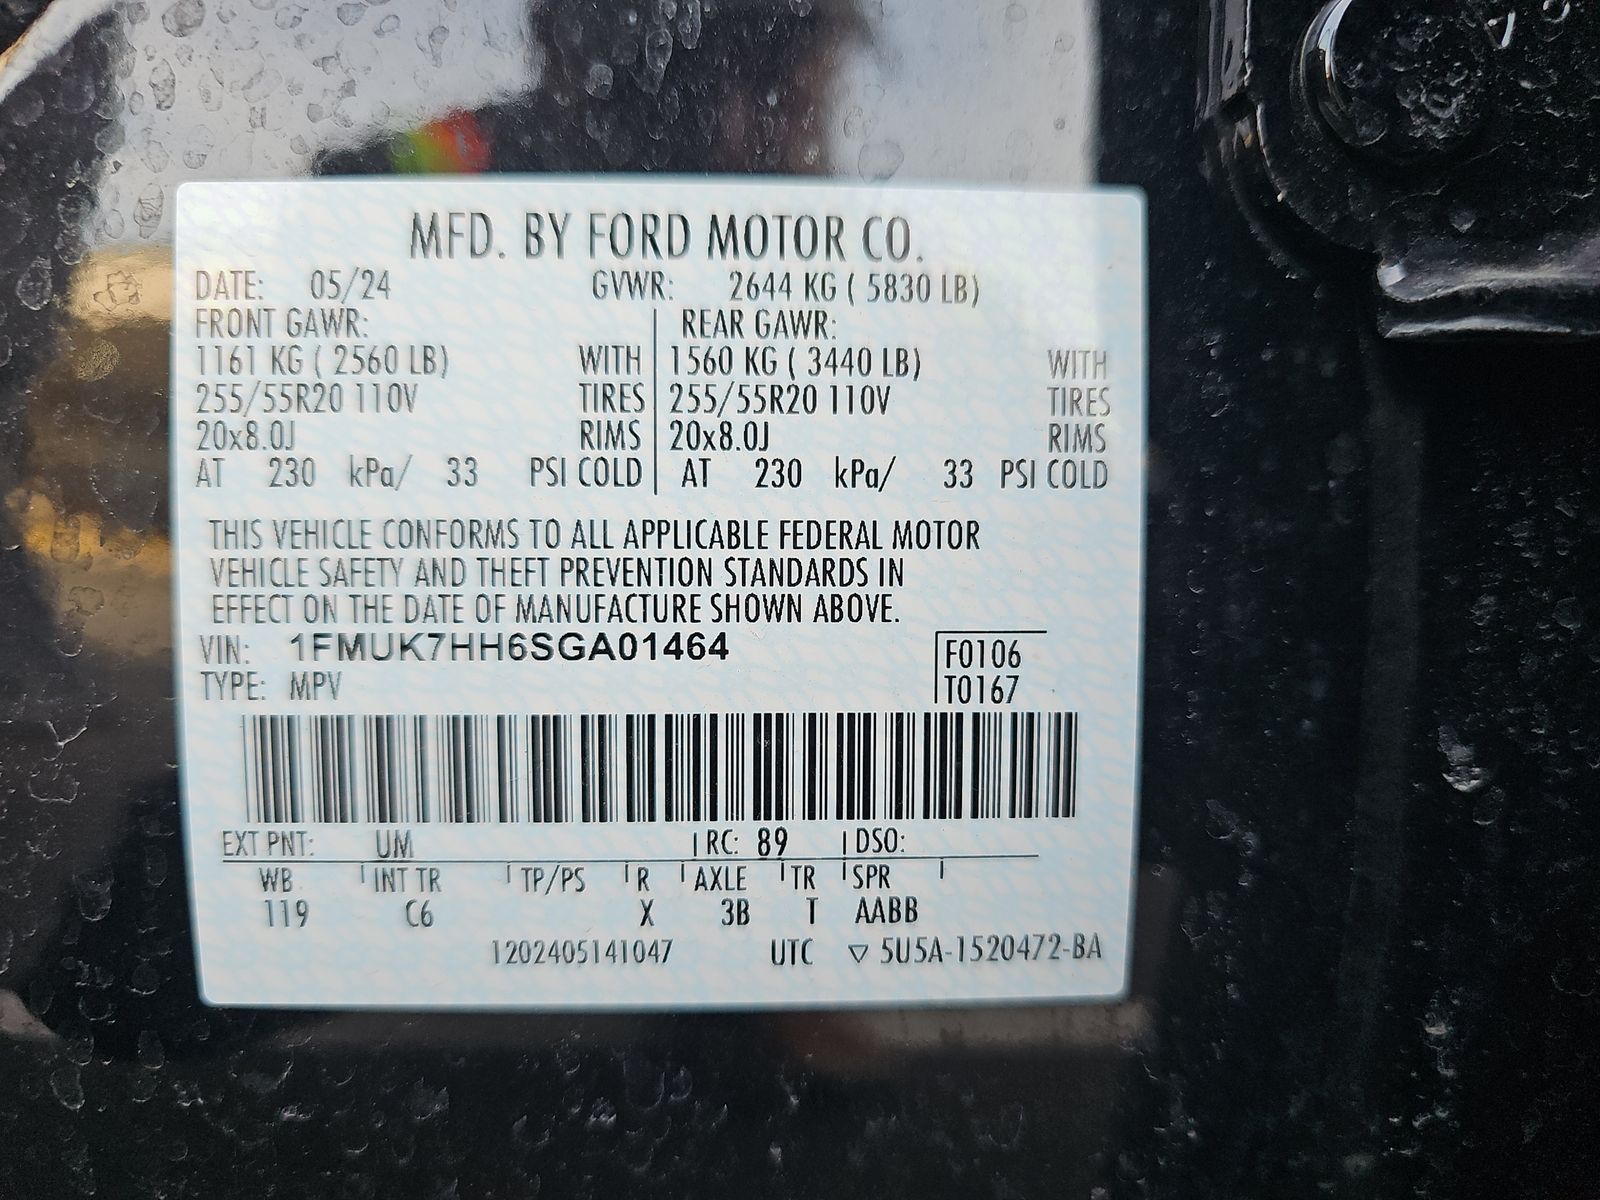 MFD. BY FORD MOTOR CO.
DATE: 05/24 GVWR: 2644 KG ( 5830 LB)
FRONT GAWR: REAR GAWR:
1161 KG ( 2560 LB) WITH 1560 KG ( 3440 LB) WITH
255/55R20 110V TIRES 255/55R20 110V TIRES
20x8.0J RIMS 20x8.0J RIMS
AT 230 kPa/ 33 PSI COLD AT 230 kPa/ 33 PSI COLD
THIS VEHICLE CONFORMS TO ALL APPLICABLE FEDERAL MOTOR
VEHICLE SAFETY AND THEFT PREVENTION STANDARDS IN
EFFECT ON THE DATE OF MANUFACTURE SHOWN ABOVE.
VIN: 1FMUK7HH6SGA01464 F0106
TYPE: MPV T0167
EXT PNT: UM RC: 89 DSO:
WB INT TR TP/PS R AXLE TR SPR
119 C6 X 3B T AABB
1202405141047 UTC ▽ 5U5A-1520472-BA